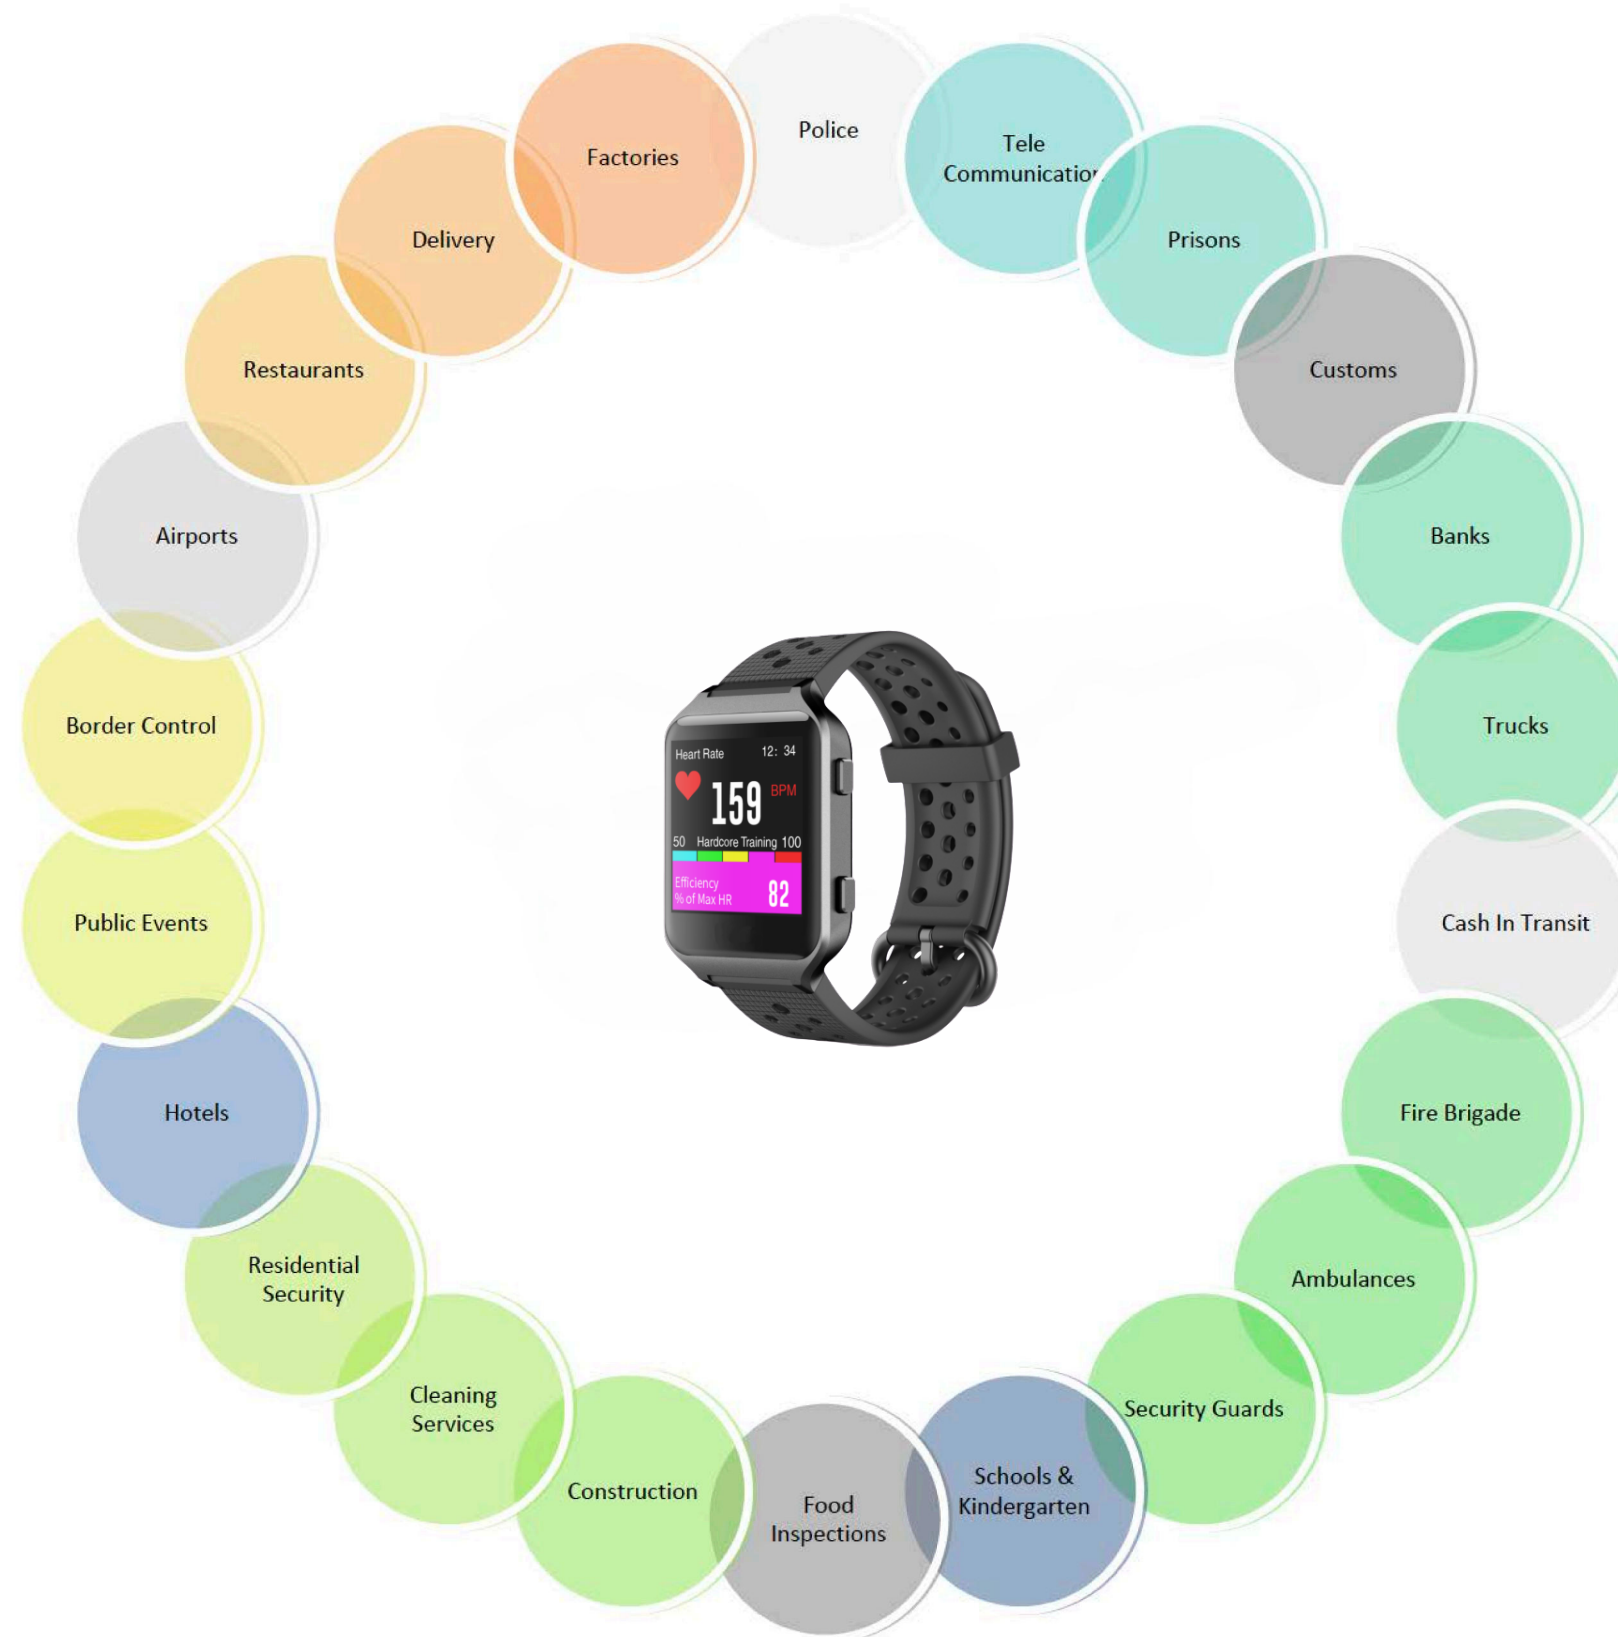 Police
Tele
Communication
Prisons
Customs
Banks
Trucks
Cash In Transit
Fire Brigade
Ambulances
Security Guards
Schools &
Kindergarten
Food
Inspections
Construction
Cleaning
Services
Residential
Security
Hotels
Public Events
Border Control
Airports
Restaurants
Delivery
Factories
Heart Rate 12: 34
159 BPM
50 Hardcore Training 100
Efficiency
% of Max HR 82